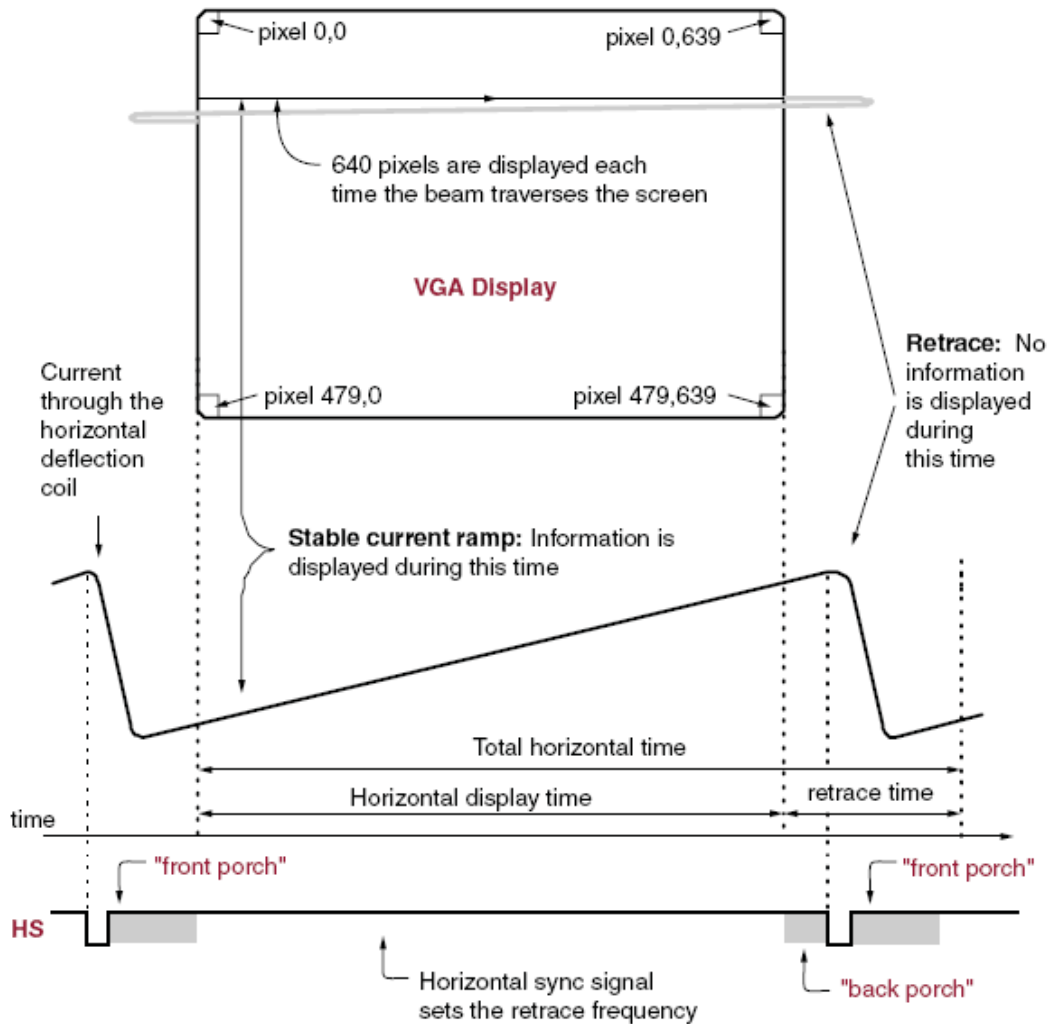 pixel 0,0
pixel 0,639
640 pixels are displayed each
time the beam traverses the screen
VGA Display
pixel 479,0
pixel 479,639
Current
through the
horizontal
deflection
coil
Retrace: No
information
is displayed
during
this time
Stable current ramp: Information is
displayed during this time
Total horizontal time
Horizontal display time
retrace time
time
"front porch"
"front porch"
HS
Horizontal sync signal
sets the retrace frequency
"back porch"